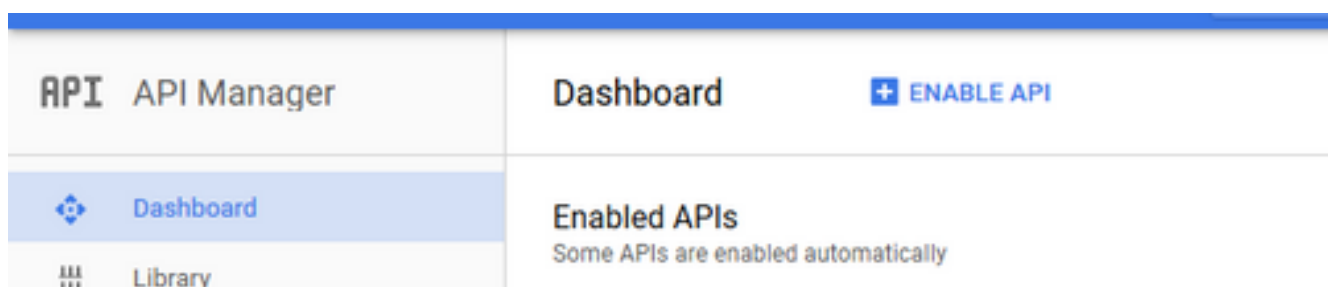 API API Manager
Dashboard
Library
Dashboard
ENABLE API
Enabled APIs
Some APIs are enabled automatically